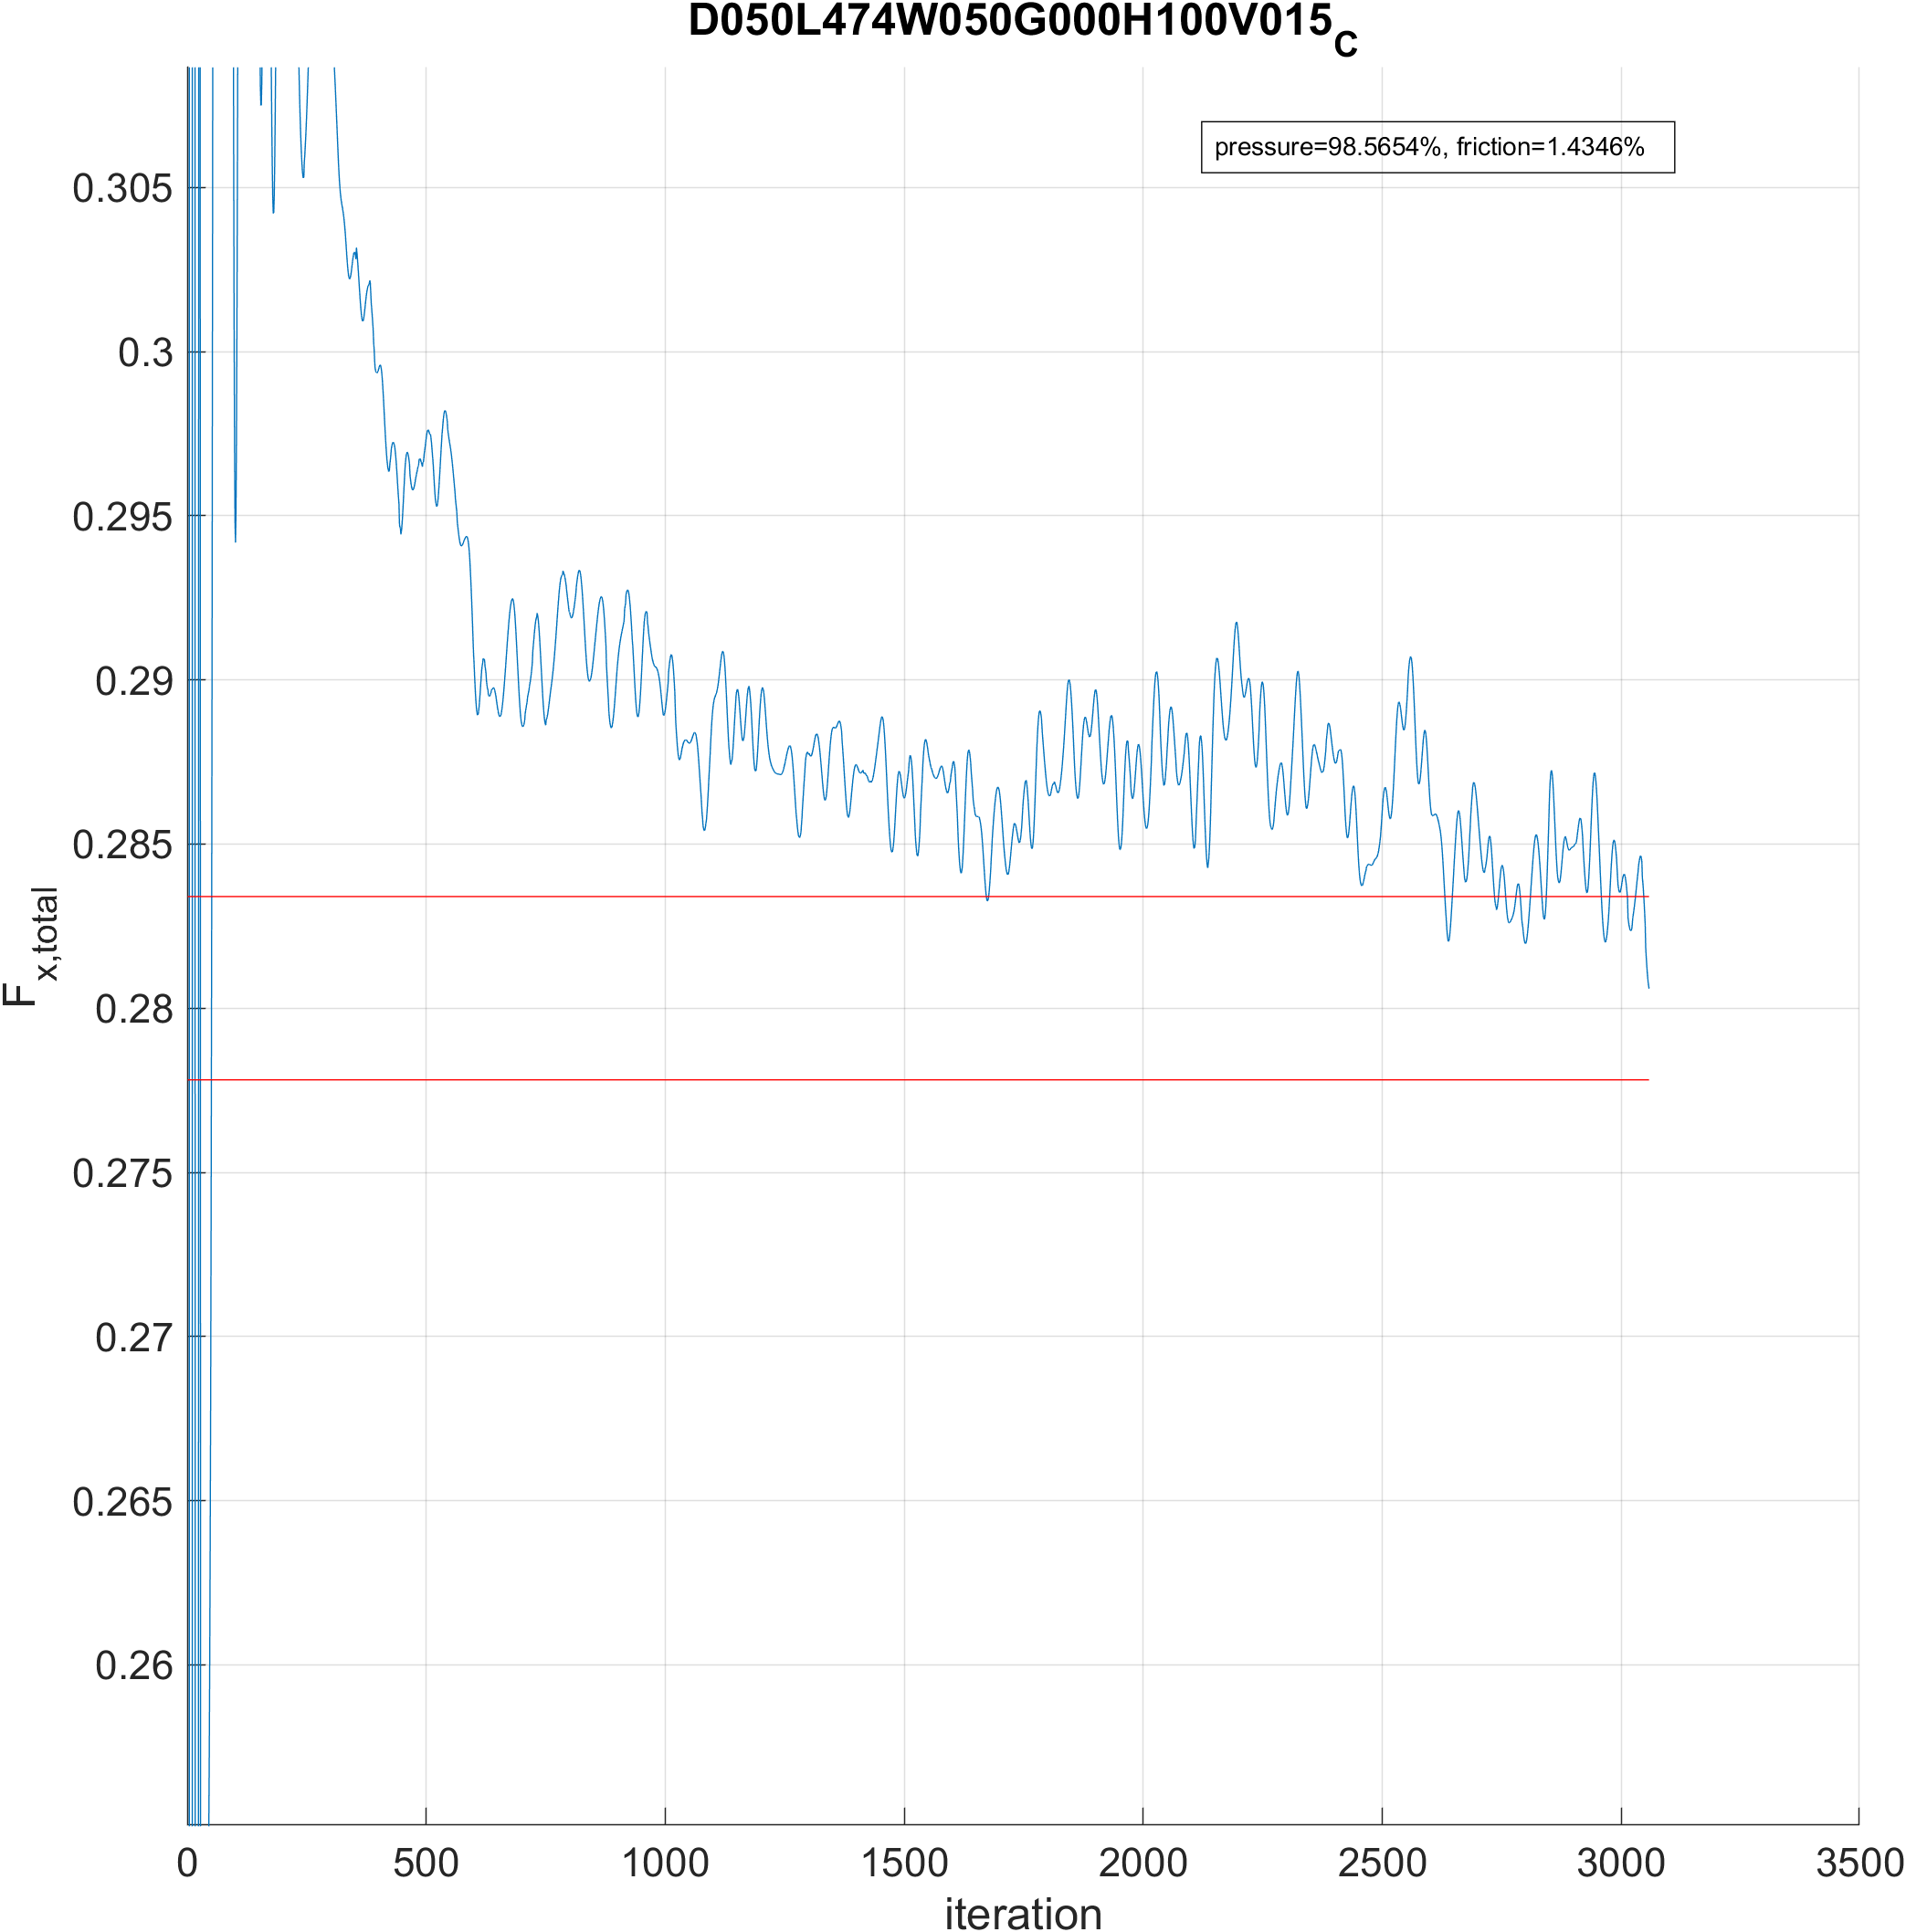 D050L474W050G000H100V015C
pressure=98.5654%, friction=1.4346%
0.305
0.3
0.295
0.29
0.285
0.28
0.275
0.27
0.265
0.26
Fx,total
0 500 1000 1500 2000 2500 3000 3500
iteration